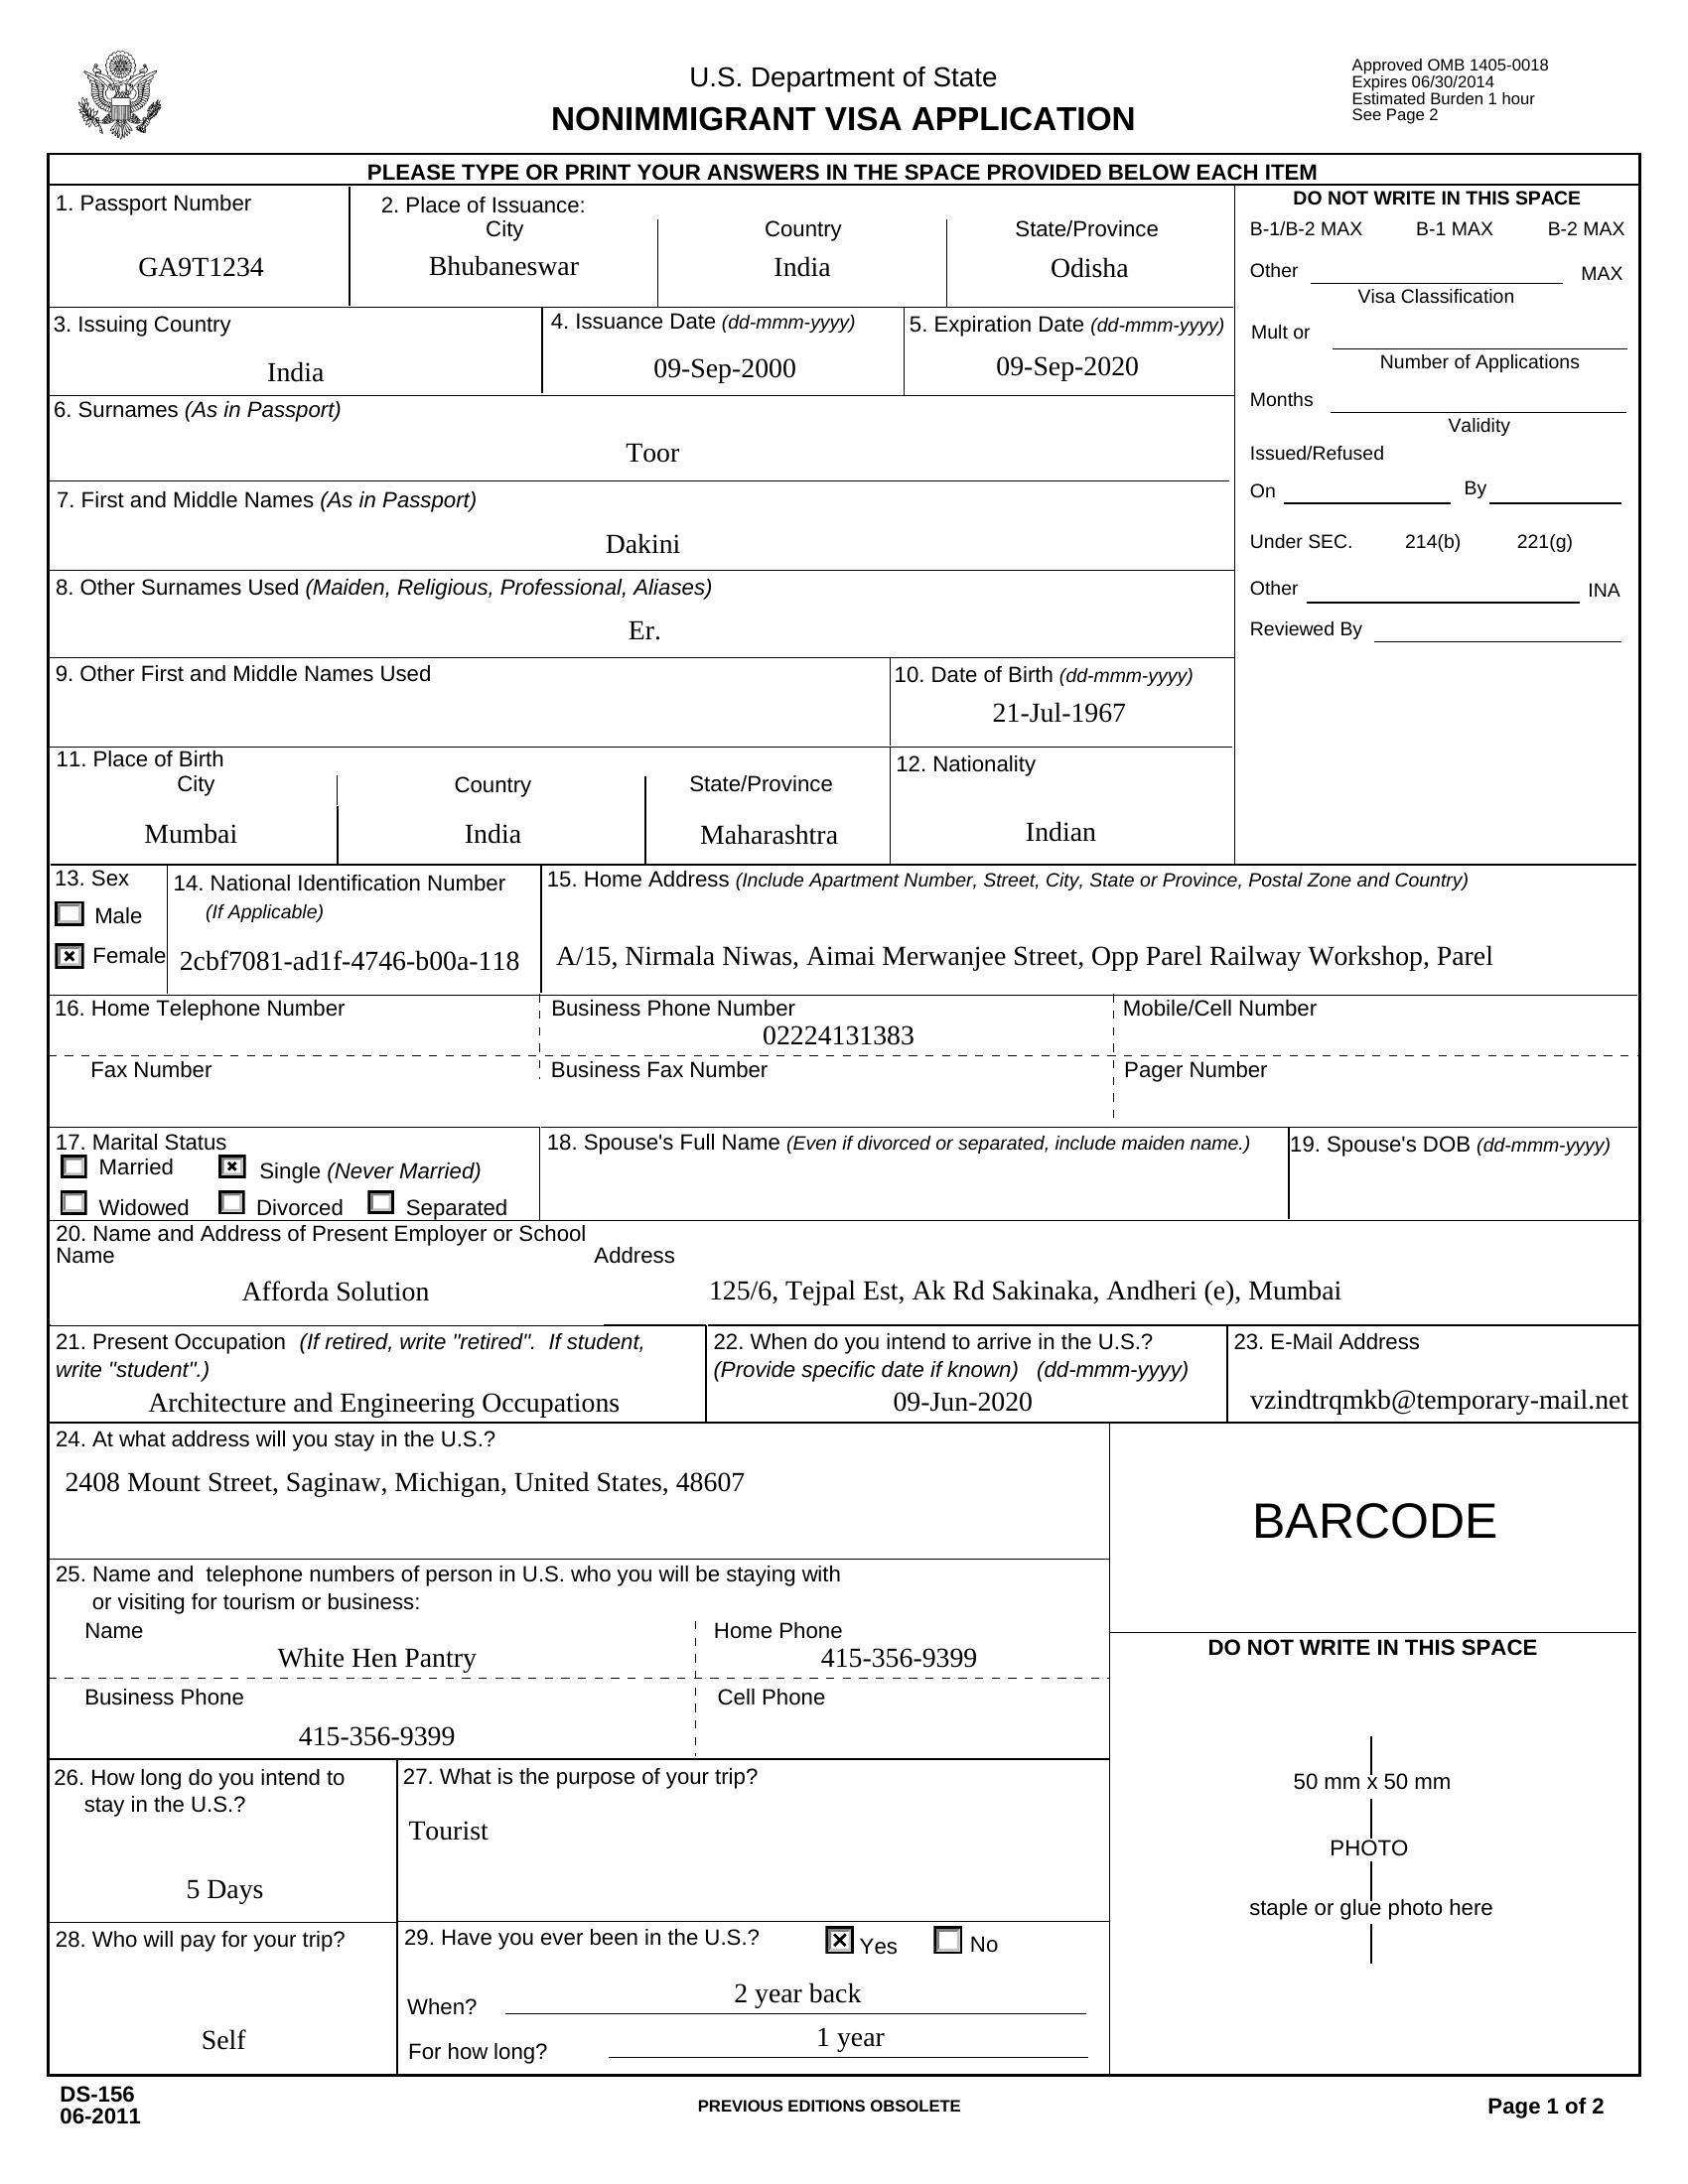 U.S. Department of State
NONIMMIGRANT VISA APPLICATION
Approved OMB 1405-0018
Expires 06/30/2014
Estimated Burden 1 hour
See Page 2
PLEASE TYPE OR PRINT YOUR ANSWERS IN THE SPACE PROVIDED BELOW EACH ITEM
1. Passport Number
GA9T1234
2. Place of Issuance:
City Country State/Province
Bhubaneswar India Odisha
DO NOT WRITE IN THIS SPACE
B-1/B-2 MAX B-1 MAX B-2 MAX
Other MAX
Visa Classification
Mult or
Number of Applications
Months
Validity
Issued/Refused
On By
Under SEC. 214(b) 221(g)
Other INA
Reviewed By
3. Issuing Country
India
4. Issuance Date (dd-mmm-yyyy)
09-Sep-2000
5. Expiration Date (dd-mmm-yyyy)
09-Sep-2020
6. Surnames (As in Passport)
Toor
7. First and Middle Names (As in Passport)
Dakini
8. Other Surnames Used (Maiden, Religious, Professional, Aliases)
Er.
9. Other First and Middle Names Used
10. Date of Birth (dd-mmm-yyyy)
21-Jul-1967
11. Place of Birth
City Country State/Province
Mumbai India Maharashtra
12. Nationality
Indian
13. Sex
Male
Female
14. National Identification Number
(If Applicable)
2cbf7081-ad1f-4746-b00a-118
15. Home Address (Include Apartment Number, Street, City, State or Province, Postal Zone and Country)
A/15, Nirmala Niwas, Aimai Merwanjee Street, Opp Parel Railway Workshop, Parel
16. Home Telephone Number
Business Phone Number
02224131383
Mobile/Cell Number
Fax Number
Business Fax Number
Pager Number
17. Marital Status
Married Single (Never Married)
Widowed Divorced Separated
18. Spouse's Full Name (Even if divorced or separated, include maiden name.)
19. Spouse's DOB (dd-mmm-yyyy)
20. Name and Address of Present Employer or School
Name Address
Afforda Solution 125/6, Tejpal Est, Ak Rd Sakinaka, Andheri (e), Mumbai
21. Present Occupation (If retired, write "retired". If student,
write "student".)
Architecture and Engineering Occupations
22. When do you intend to arrive in the U.S.?
(Provide specific date if known) (dd-mmm-yyyy)
09-Jun-2020
23. E-Mail Address
vzindtrqmkb@temporary-mail.net
24. At what address will you stay in the U.S.?
2408 Mount Street, Saginaw, Michigan, United States, 48607
BARCODE
25. Name and telephone numbers of person in U.S. who you will be staying with
or visiting for tourism or business:
Name Home Phone
White Hen Pantry 415-356-9399
Business Phone Cell Phone
415-356-9399
DO NOT WRITE IN THIS SPACE
50 mm x 50 mm
PHOTO
staple or glue photo here
26. How long do you intend to
stay in the U.S.?
5 Days
27. What is the purpose of your trip?
Tourist
28. Who will pay for your trip?
Self
29. Have you ever been in the U.S.? Yes No
When? 2 year back
For how long? 1 year
DS-156
06-2011
PREVIOUS EDITIONS OBSOLETE
Page 1 of 2